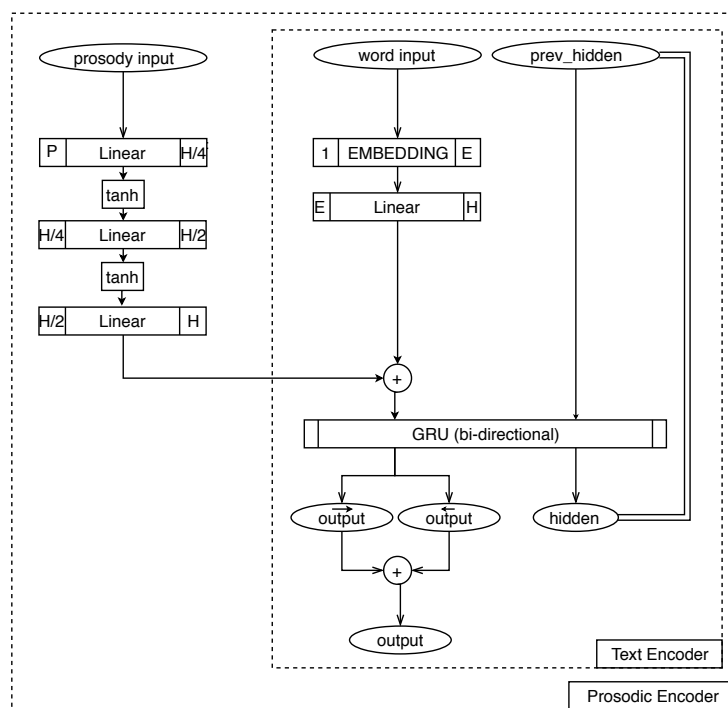 prosody input
word input
prev_hidden
P Linear H/4
1 EMBEDDING E
tanh
E Linear H
H/4 Linear H/2
tanh
H/2 Linear H
+
GRU (bi-directional)
output
output
hidden
+
output
Text Encoder
Prosodic Encoder